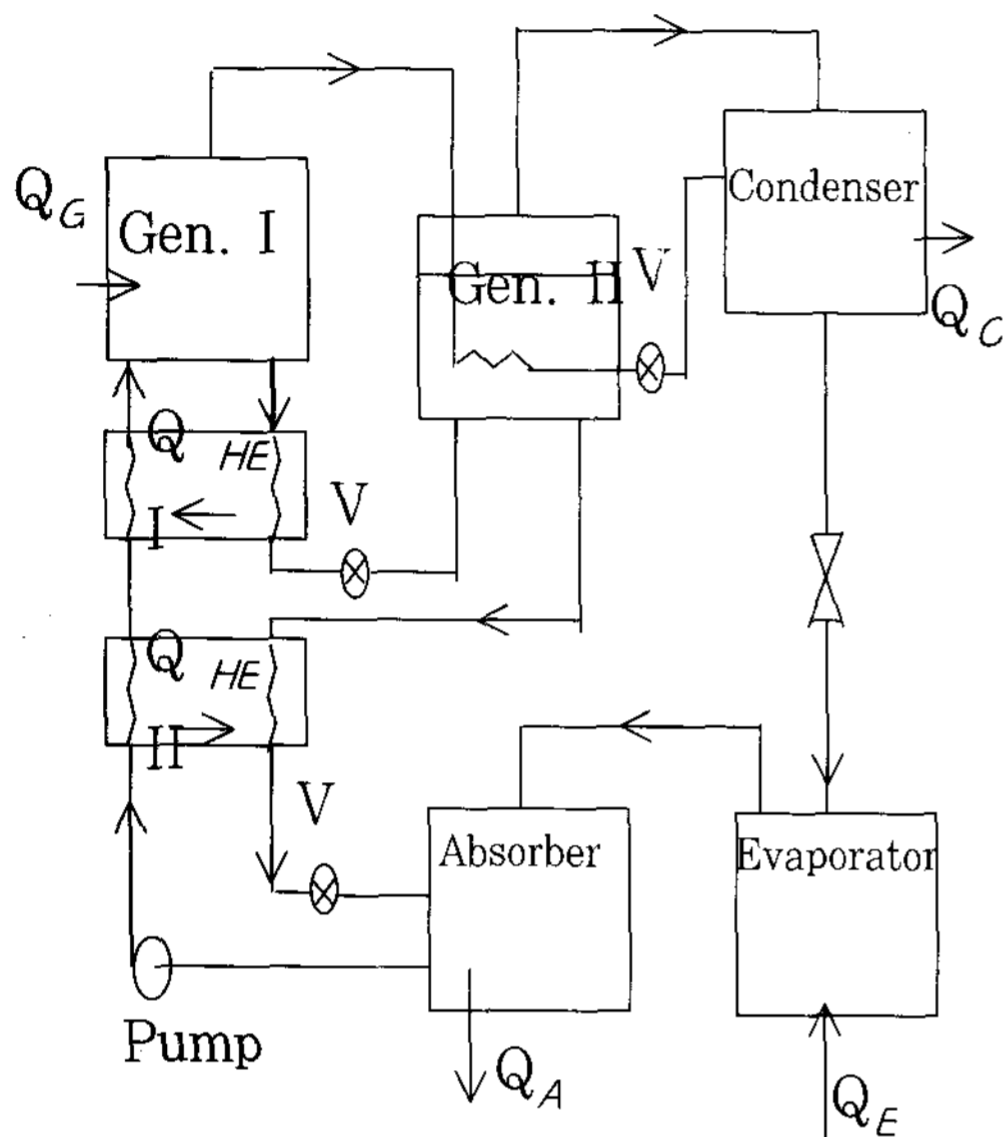 Condenser
Q_G
Gen. I
Gen. II
V
Q_C
Q
HE
I
V
Q
HE
II
V
Absorber
Evaporator
Pump
Q_A
Q_E